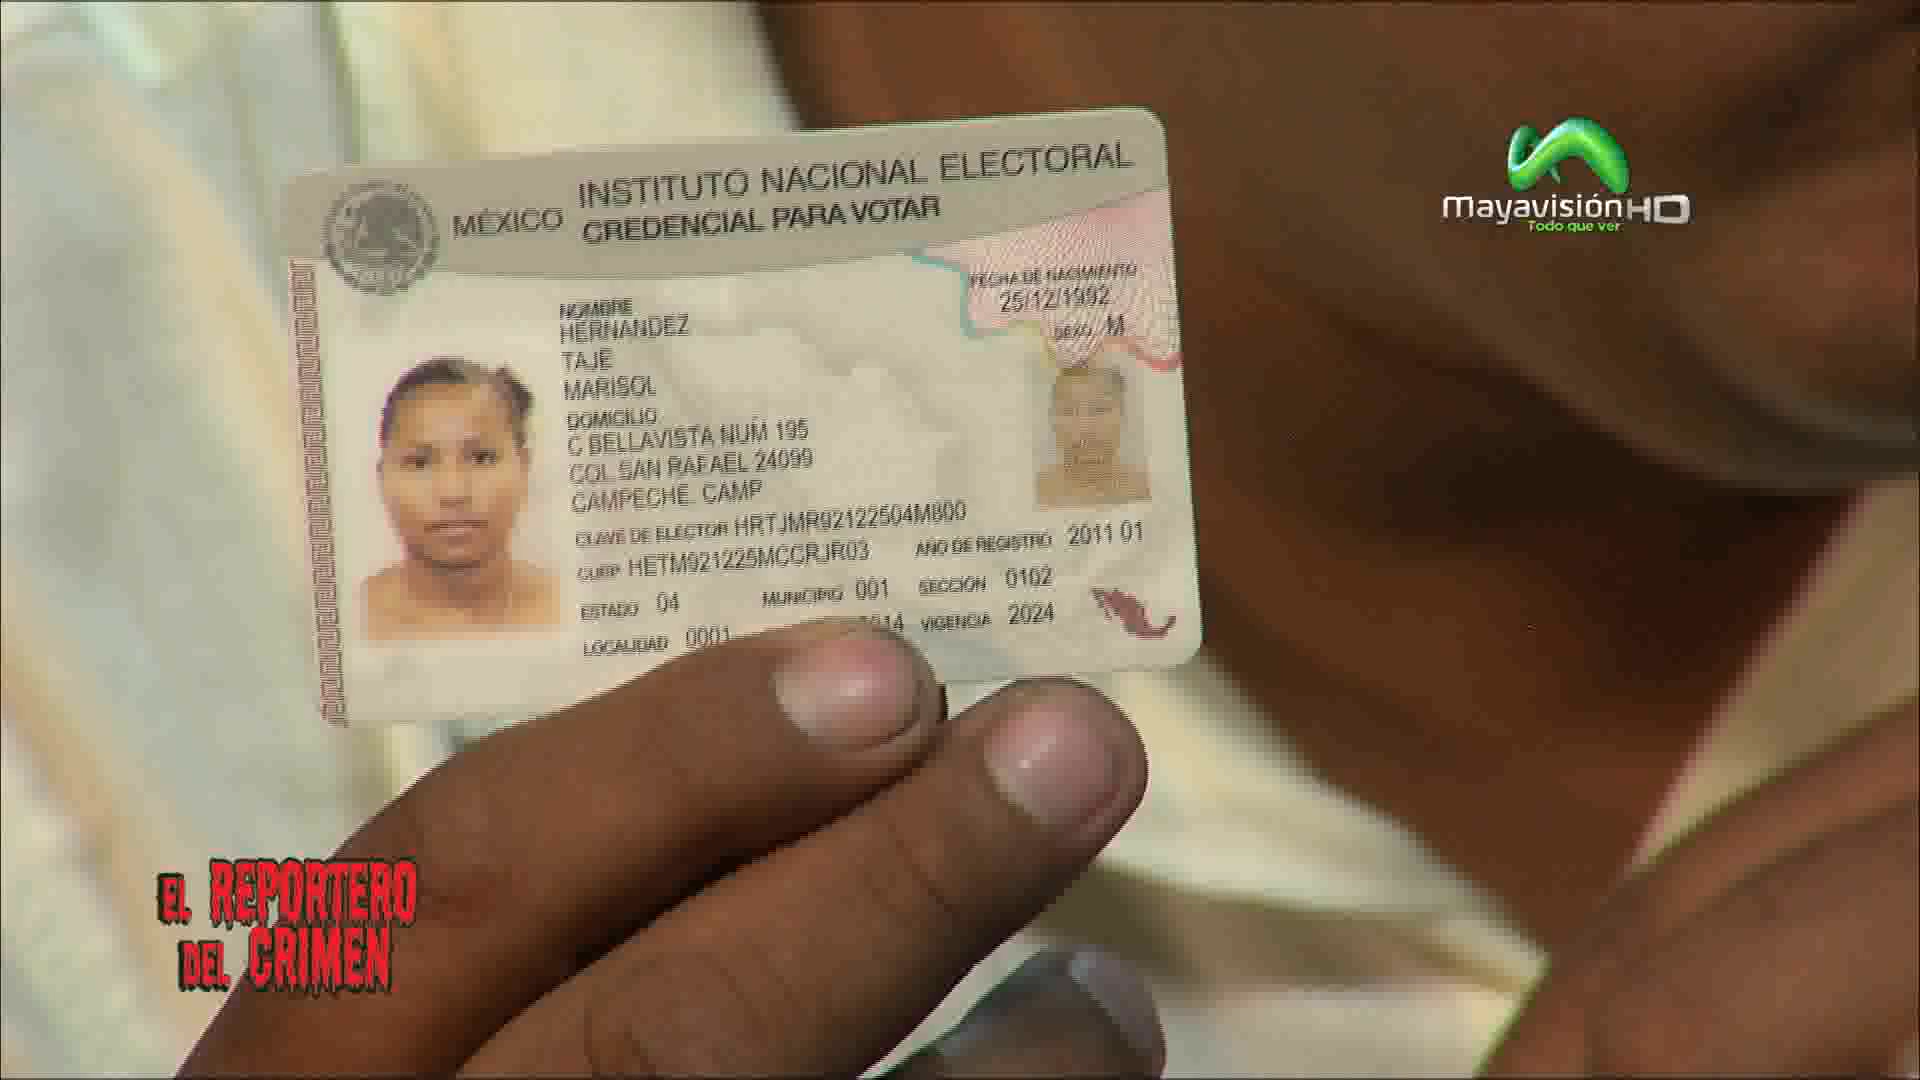 INSTITUTO NACIONAL ELECTORAL
MÉXICO CREDENCIAL PARA VOTAR
FECHA DE NACIMIENTO
25/12/1992
SEXO M
NOMBRE
HERNANDEZ
TAJE
MARISOL
DOMICILIO
C BELLAVISTA NUM 195
COL SAN RAFAEL 24099
CAMPECHE, CAMP
CLAVE DE ELECTOR HRTJMR92122504M800
CURP HETM921225MCCRJR03 AÑO DE REGISTRO 2011 01
ESTADO 04 MUNICIPIO 001 SECCIÓN 0102
LOCALIDAD 0001 VIGENCIA 2024
Mayavisión HD
Todo que ver
EL REPORTERO
DEL CRIMEN